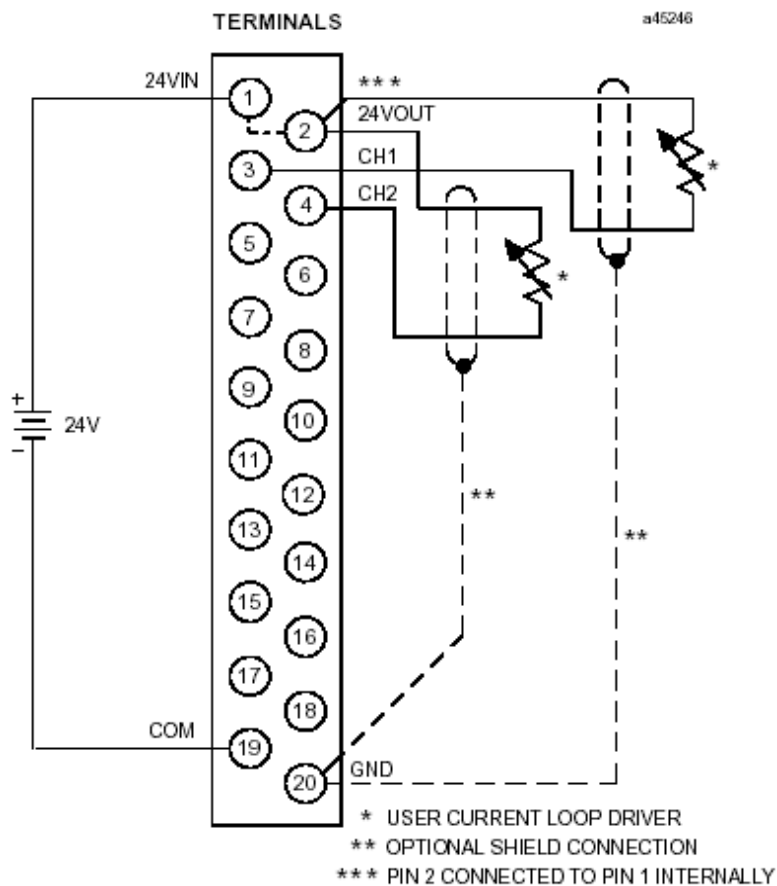 TERMINALS
a45246
24VIN
1
***
2
24VOUT
3
CH1
*
4
CH2
5
6
*
7
8
9
+
24V
−
10
11
12
**
13
**
14
15
16
17
18
COM
19
20
GND
* USER CURRENT LOOP DRIVER
** OPTIONAL SHIELD CONNECTION
*** PIN 2 CONNECTED TO PIN 1 INTERNALLY